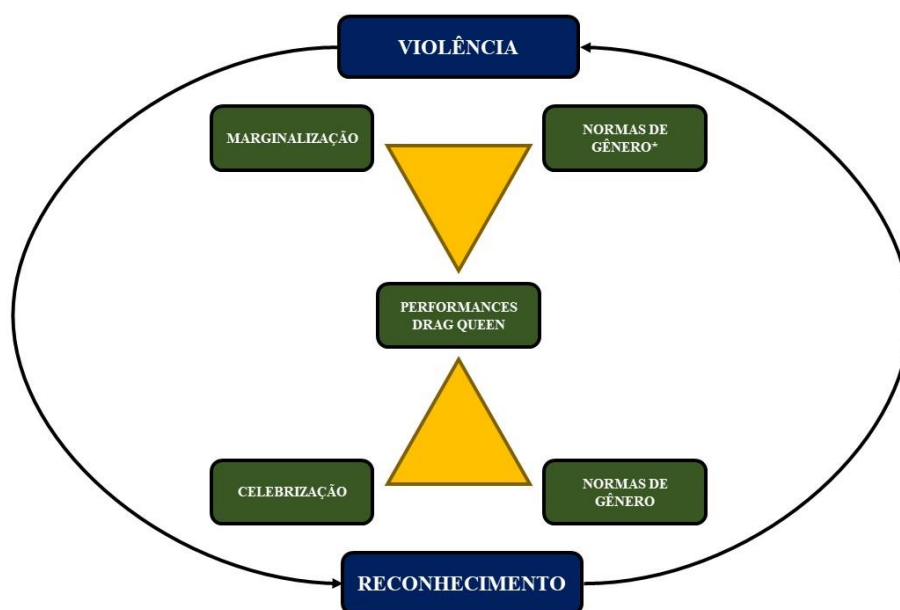 VIOLÊNCIA
MARGINALIZAÇÃO
NORMAS DE
GÊNERO*
PERFORMANCES
DRAG QUEEN
CELEBRIZAÇÃO
NORMAS DE
GÊNERO
RECONHECIMENTO